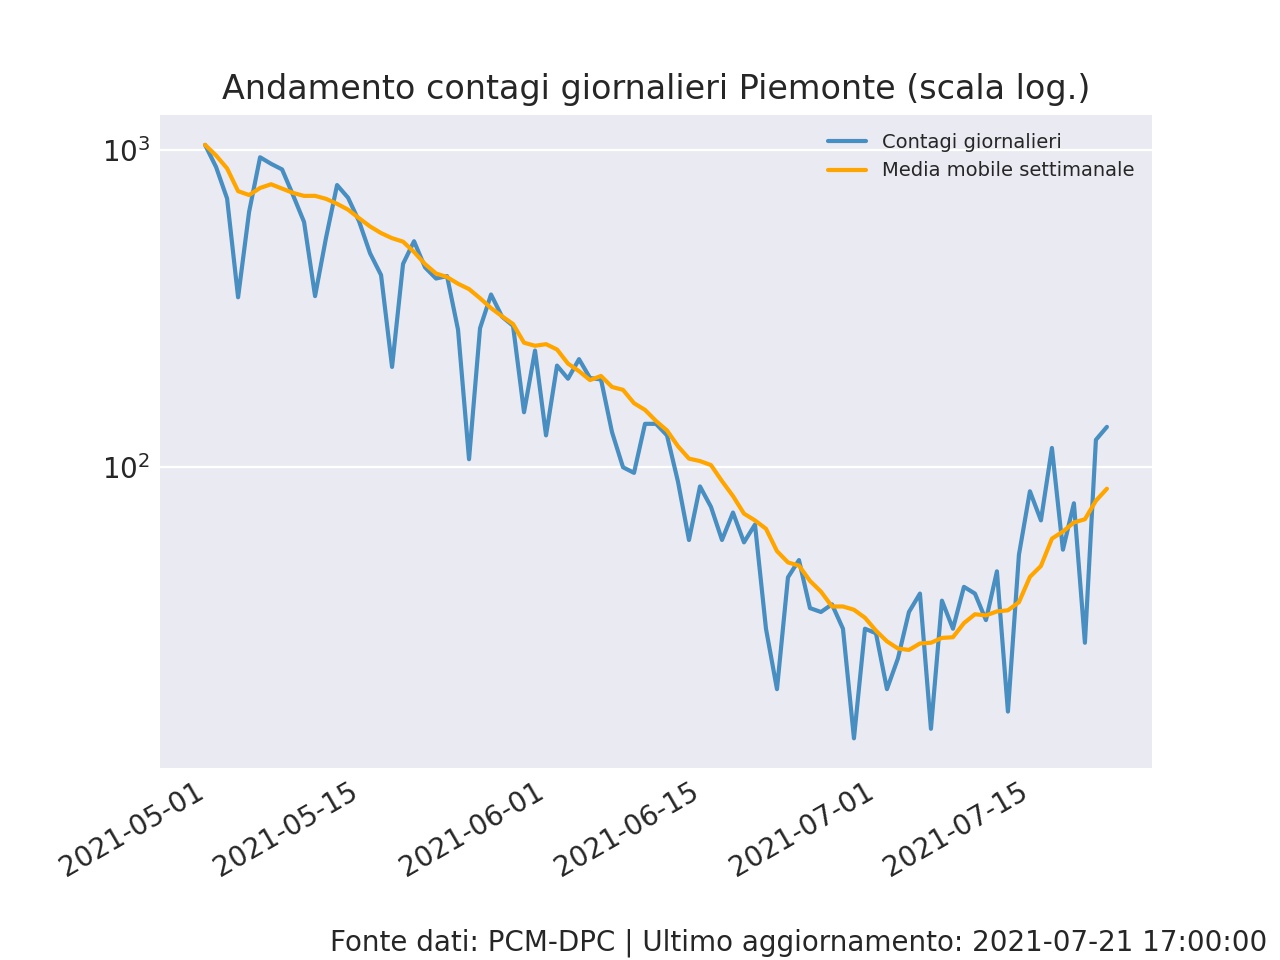 Andamento contagi giornalieri Piemonte (scala log.)
Contagi giornalieri
Media mobile settimanale
10³
10²
2021-05-01
2021-05-15
2021-06-01
2021-06-15
2021-07-01
2021-07-15
Fonte dati: PCM-DPC | Ultimo aggiornamento: 2021-07-21 17:00:00